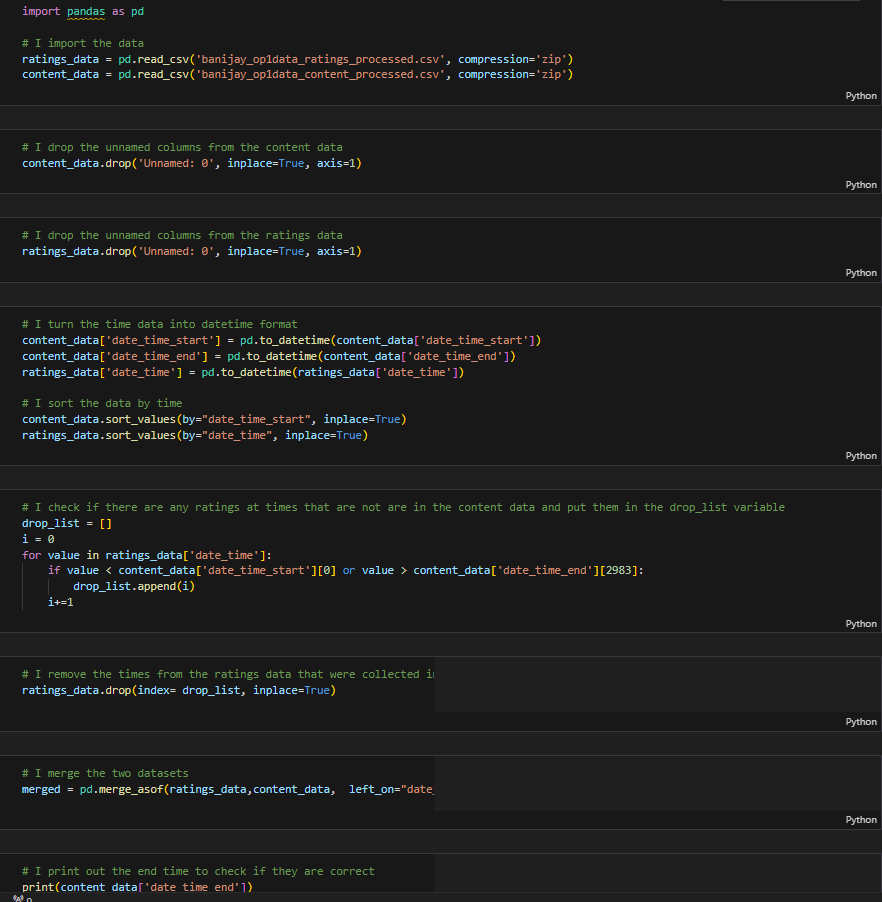 import pandas as pd
# I import the data
ratings_data = pd.read_csv('banijay_op1data_ratings_processed.csv', compression='zip')
content_data = pd.read_csv('banijay_op1data_content_processed.csv', compression='zip')
Python
# I drop the unnamed columns from the content data
content_data.drop('Unnamed: 0', inplace=True, axis=1)
Python
# I drop the unnamed columns from the ratings data
ratings_data.drop('Unnamed: 0', inplace=True, axis=1)
Python
# I turn the time data into datetime format
content_data['date_time_start'] = pd.to_datetime(content_data['date_time_start'])
content_data['date_time_end'] = pd.to_datetime(content_data['date_time_end'])
ratings_data['date_time'] = pd.to_datetime(ratings_data['date_time'])
# I sort the data by time
content_data.sort_values(by="date_time_start", inplace=True)
ratings_data.sort_values(by="date_time", inplace=True)
Python
# I check if there are any ratings at times that are not are in the content data and put them in the drop_list variable
drop_list = []
i = 0
for value in ratings_data['date_time']:
    if value < content_data['date_time_start'][0] or value > content_data['date_time_end'][2983]:
        drop_list.append(i)
    i+=1
Python
# I remove the times from the ratings data that were collected
ratings_data.drop(index= drop_list, inplace=True)
Python
# I merge the two datasets
merged = pd.merge_asof(ratings_data,content_data,  left_on="date_
Python
# I print out the end time to check if they are correct
print(content_data['date_time_end'])